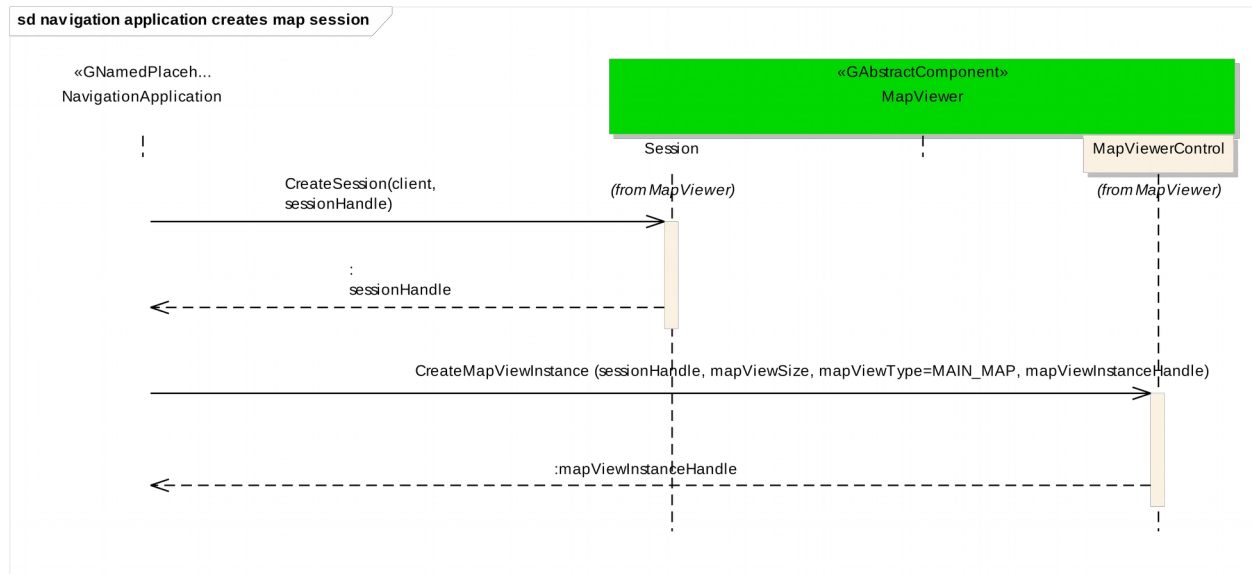 sd navigation application creates map session
«GNamedPlaceh...
NavigationApplication
«GAbstractComponent»
MapViewer
Session
MapViewerControl
(from MapViewer)
(from MapViewer)
CreateSession(client,
sessionHandle)
:
sessionHandle
CreateMapViewInstance (sessionHandle, mapViewSize, mapViewType=MAIN_MAP, mapViewInstanceHandle)
:mapViewInstanceHandle